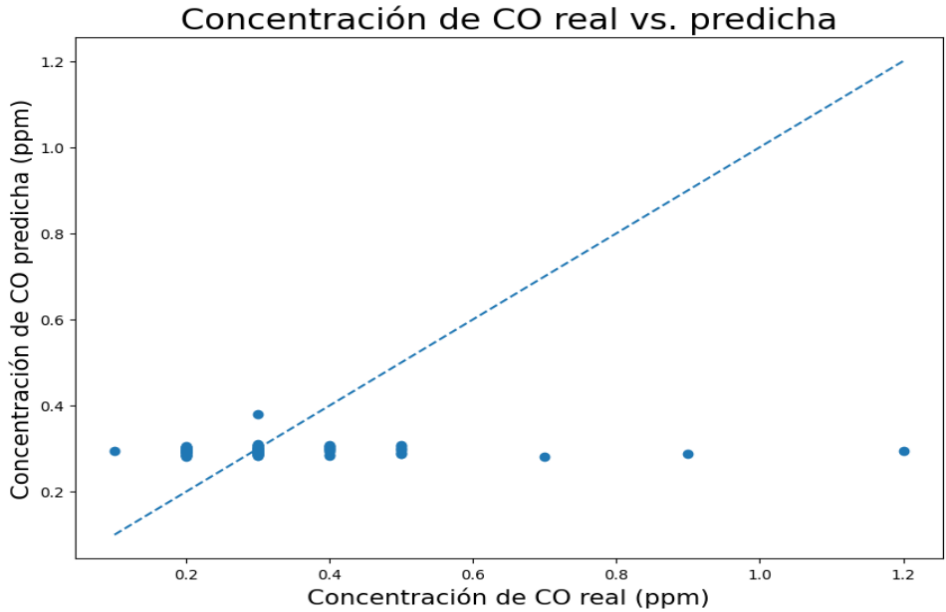 Concentración de CO real vs. predicha
Concentración de CO predicha (ppm)
1.2
1.0
0.8
0.6
0.4
0.2
0.2 0.4 0.6 0.8 1.0 1.2
Concentración de CO real (ppm)